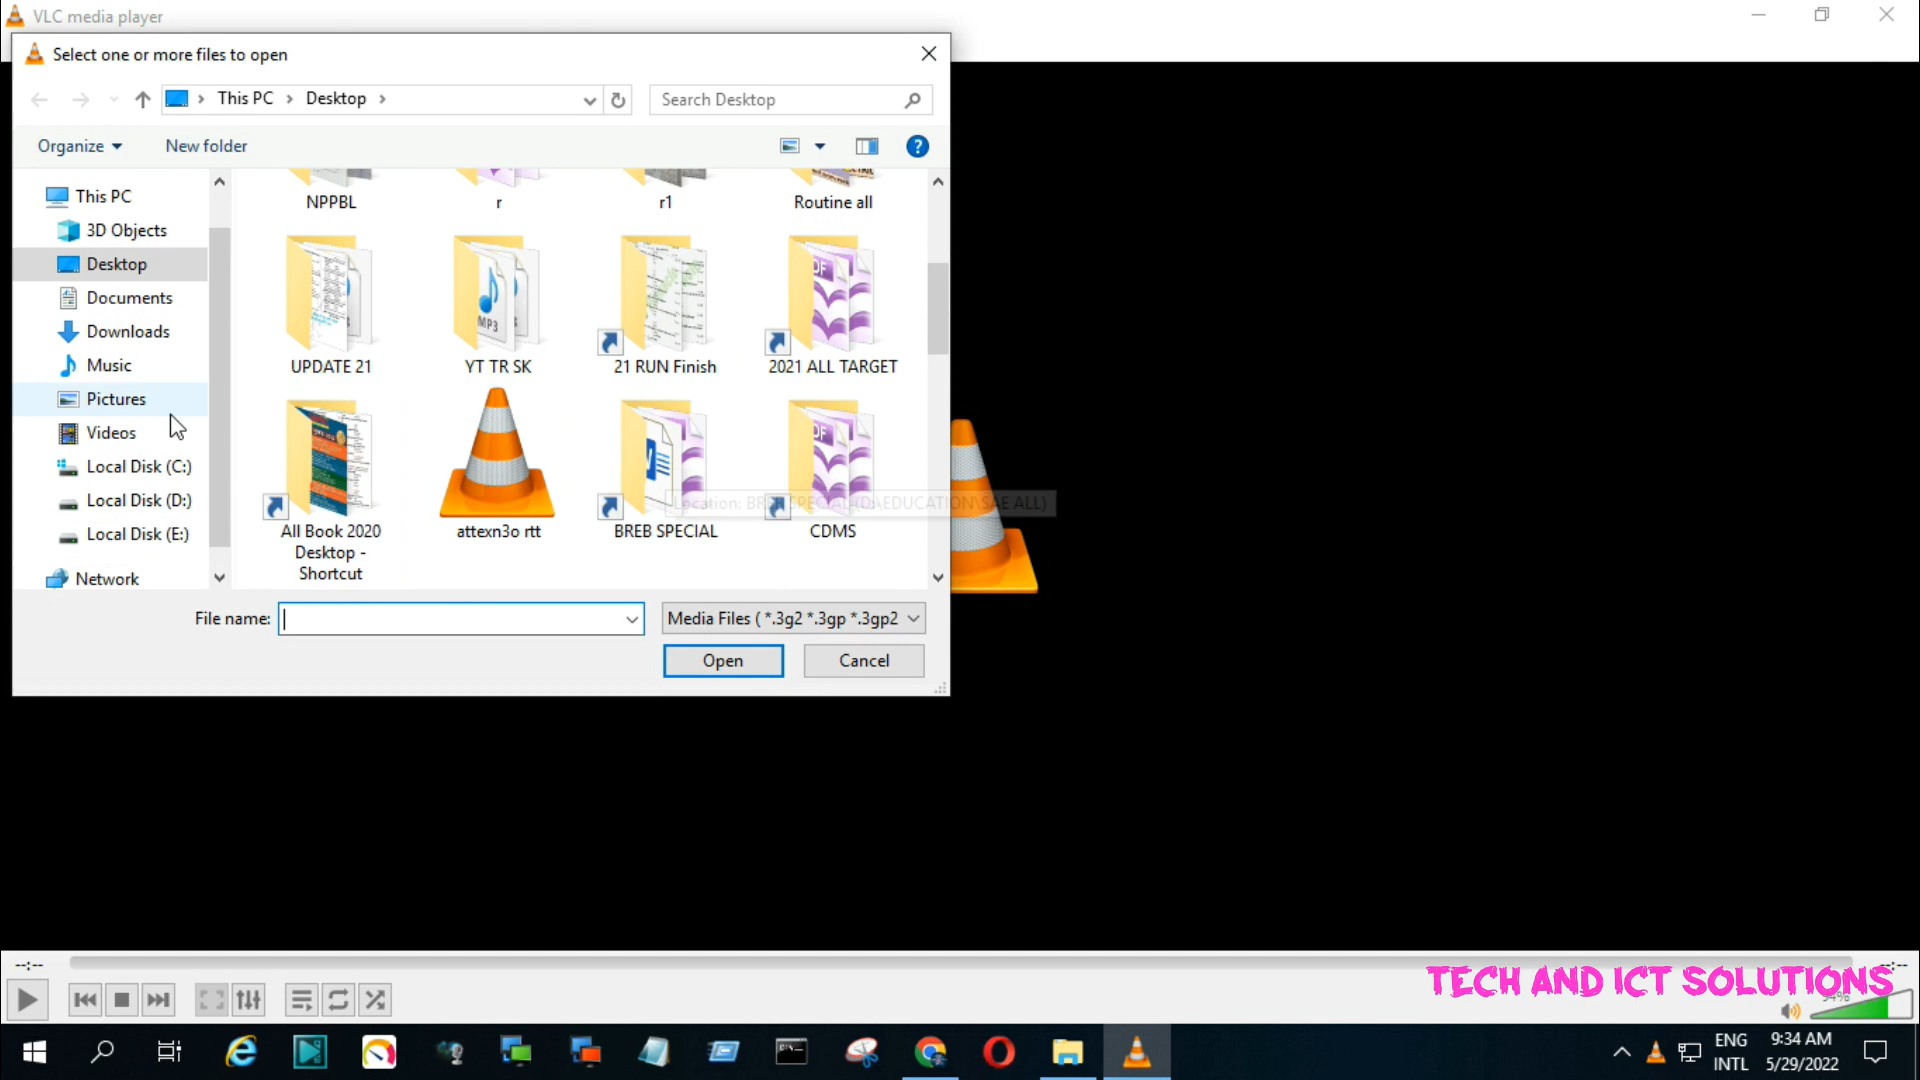 VLC media player
Select one or more files to open
This PC
Desktop
Search Desktop
Organize
New folder
This PC
3D Objects
Desktop
Documents
Downloads
Music
Pictures
Videos
Local Disk (C:)
Local Disk (D:)
Local Disk (E:)
Network
NPPBL
r
r1
Routine all
UPDATE 21
MP3
YT TR SK
21 RUN Finish
2021 ALL TARGET
All Book 2020
Desktop -
Shortcut
attexn3o rtt
BREB SPECIAL
CDMS
Location: BREB SPECIAL (D:\EDUCATION\SAE ALL)
File name:
Media Files ( *.3g2 *.3gp *.3gp2
Open
Cancel
--:--
--:--
TECH AND ICT SOLUTIONS
ENG
INTL
9:34 AM
5/29/2022